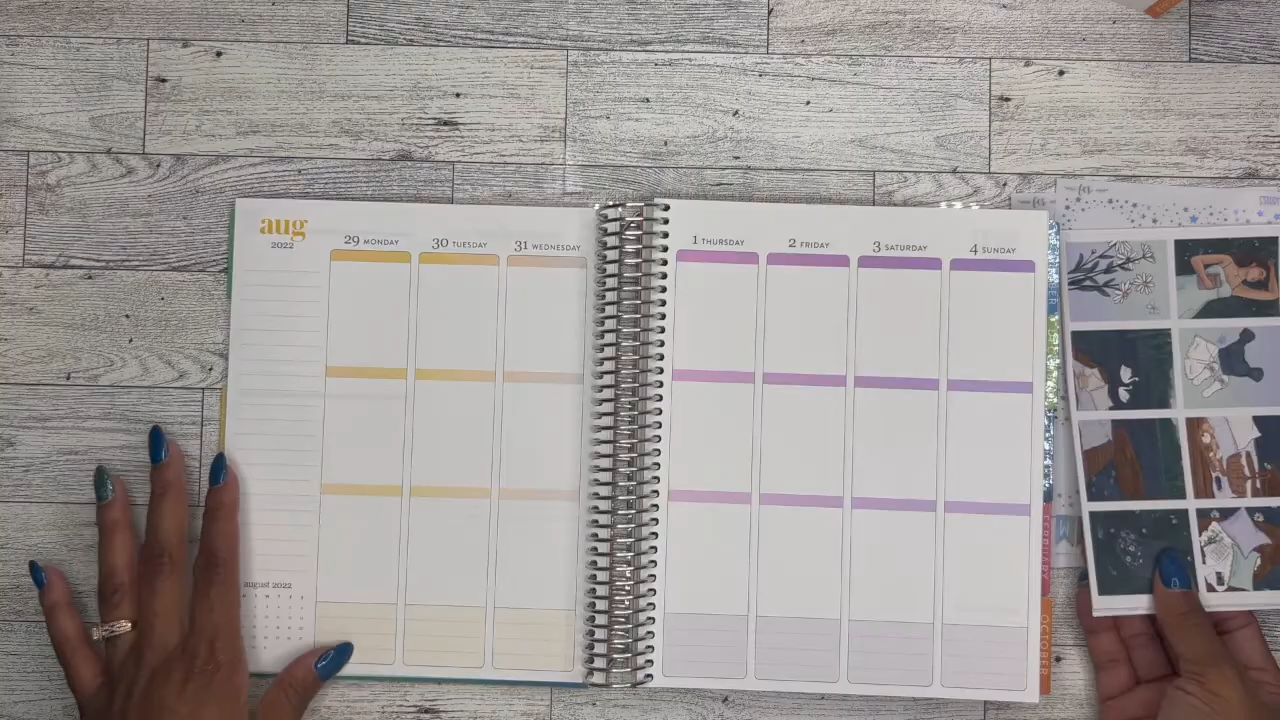 aug
2022
29 MONDAY
30 TUESDAY
31 WEDNESDAY
1 THURSDAY
2 FRIDAY
3 SATURDAY
4 SUNDAY
august 2022
FEBRUARY
OCTOBER